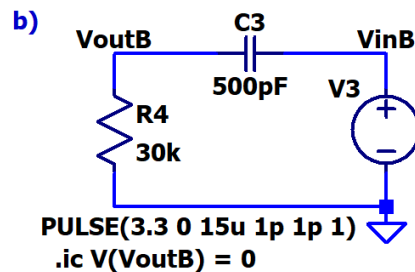 b)
C3
VoutB
VinB
500pF
V3
R4
30k
PULSE(3.3 0 15u 1p 1p 1)
.ic V(VoutB) = 0